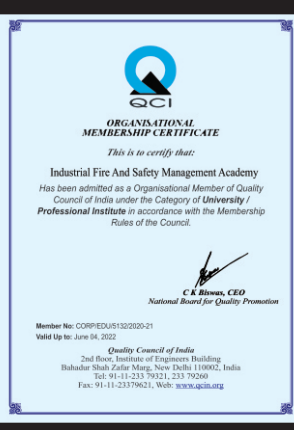 QCI
ORGANISATIONAL
MEMBERSHIP CERTIFICATE
This is to certify that:
Industrial Fire And Safety Management Academy
Has been admitted as a Organisational Member of Quality
Council of India under the Category of University /
Professional Institute in accordance with the Membership
Rules of the Council.
C K Biswas, CEO
National Board for Quality Promotion
Member No: CORP/EDU/5132/2020-21
Valid Up to: June 04, 2022
Quality Council of India
2nd floor, Institute of Engineers Building
Bahadur Shah Zafar Marg, New Delhi 110002, India
Tel: 91-11-233 79321, 233 79260
Fax: 91-11-23379621, Web: www.qcin.org